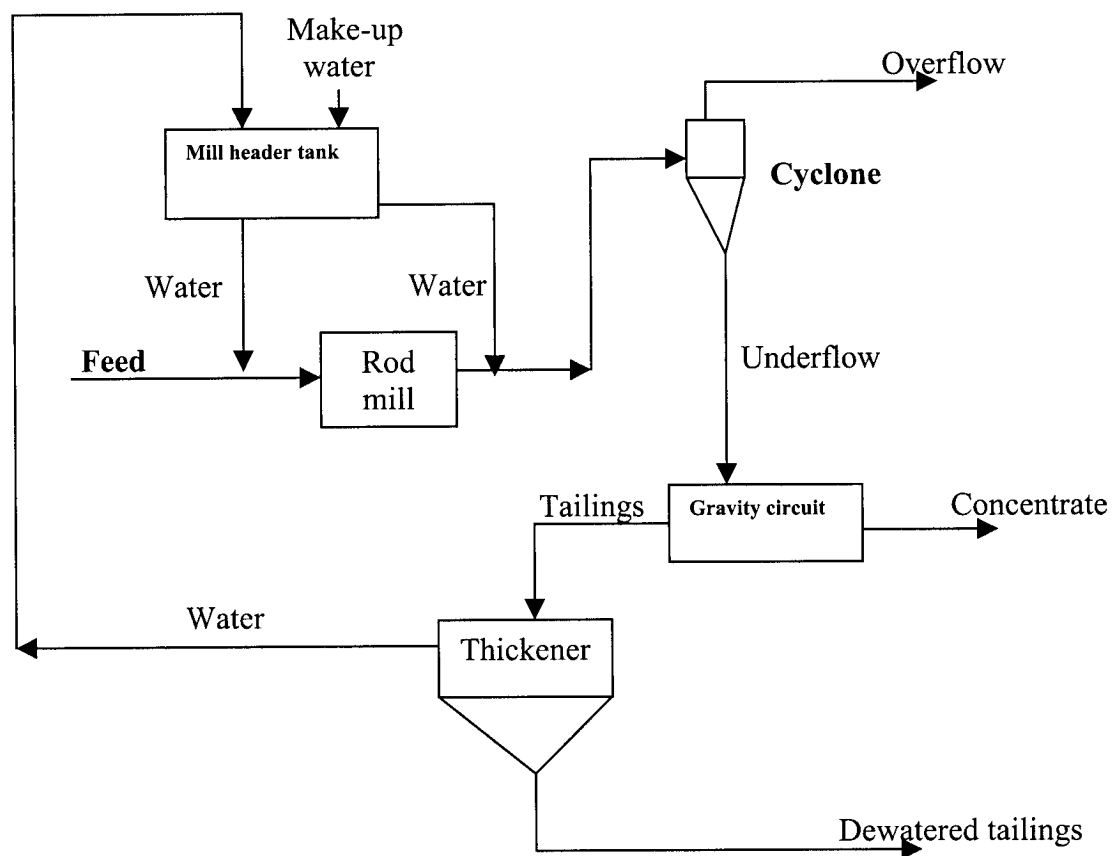 Make-up
water
Overflow
Mill header tank
Cyclone
Water
Water
Feed
Rod
mill
Underflow
Tailings
Gravity circuit
Concentrate
Water
Thickener
Dewatered tailings